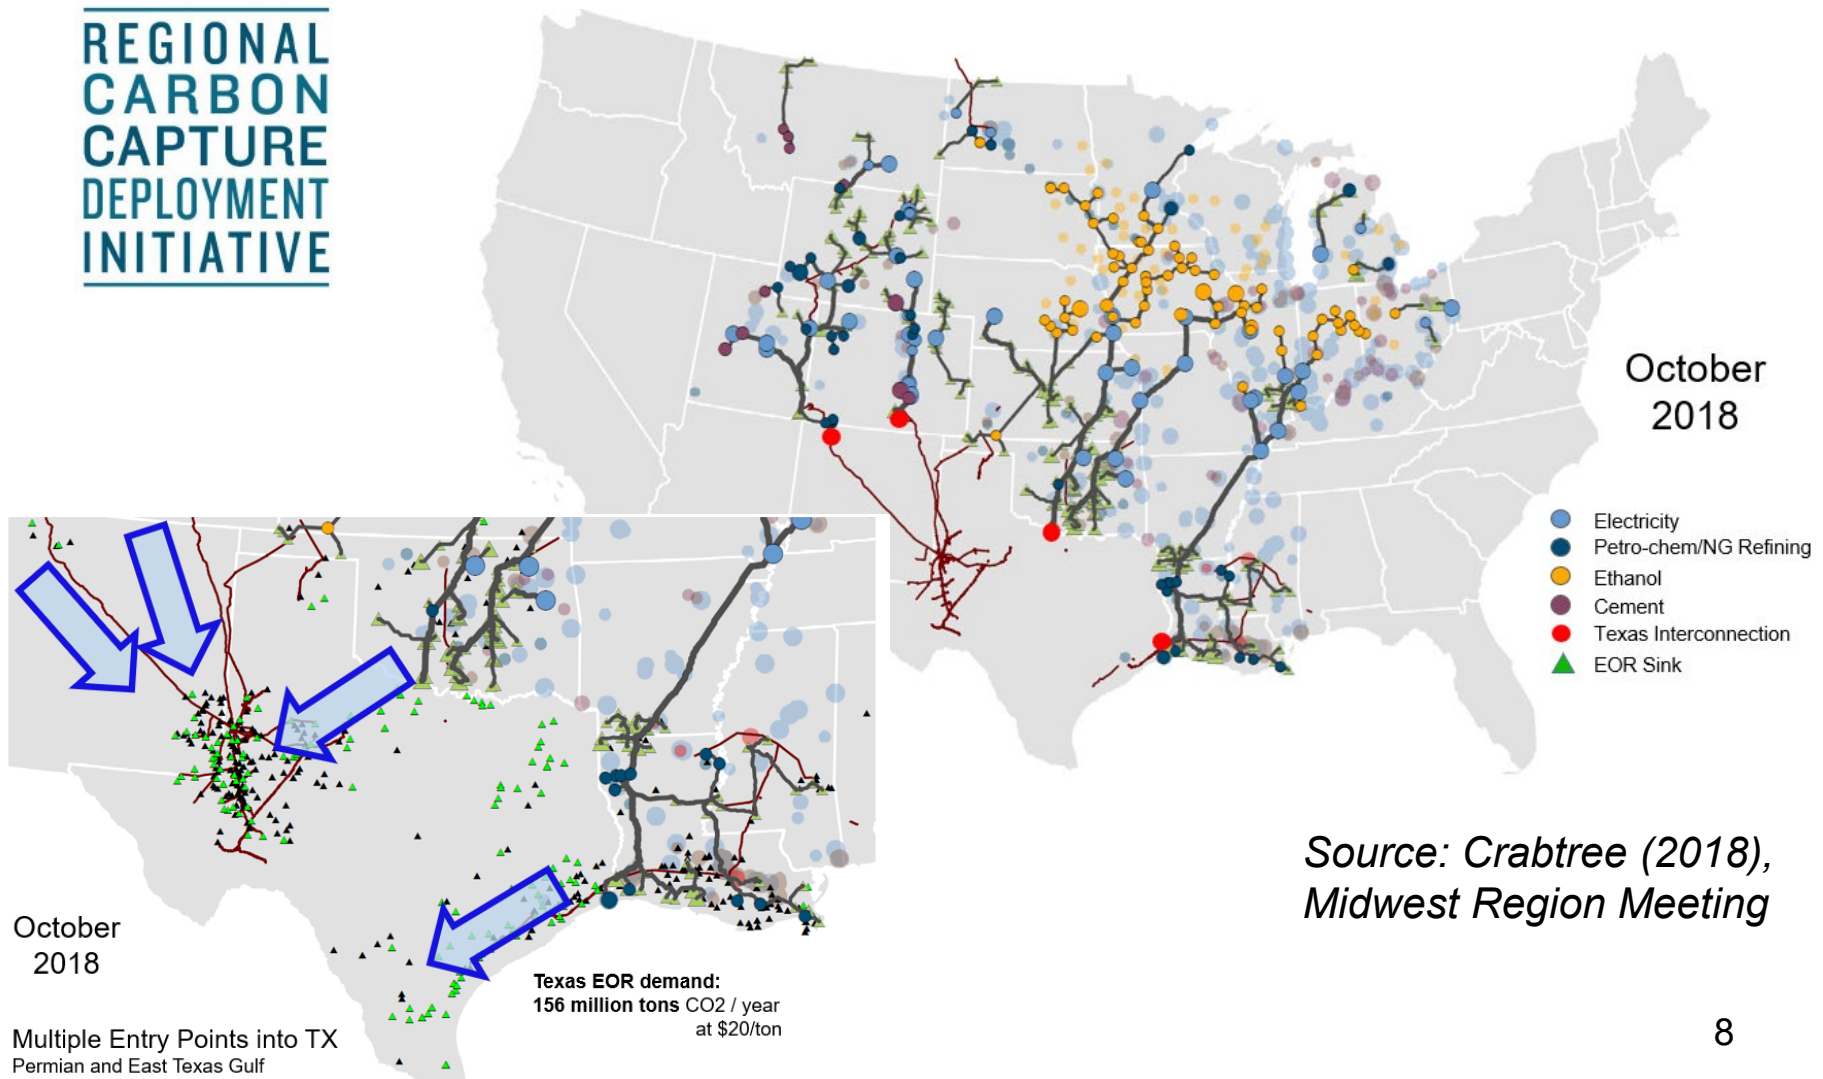 REGIONAL
CARBON
CAPTURE
DEPLOYMENT
INITIATIVE
October
2018
Electricity
Petro-chem/NG Refining
Ethanol
Cement
Texas Interconnection
EOR Sink
October
2018
Multiple Entry Points into TX
Permian and East Texas Gulf
Texas EOR demand:
156 million tons CO2 / year
at $20/ton
Source: Crabtree (2018),
Midwest Region Meeting
8